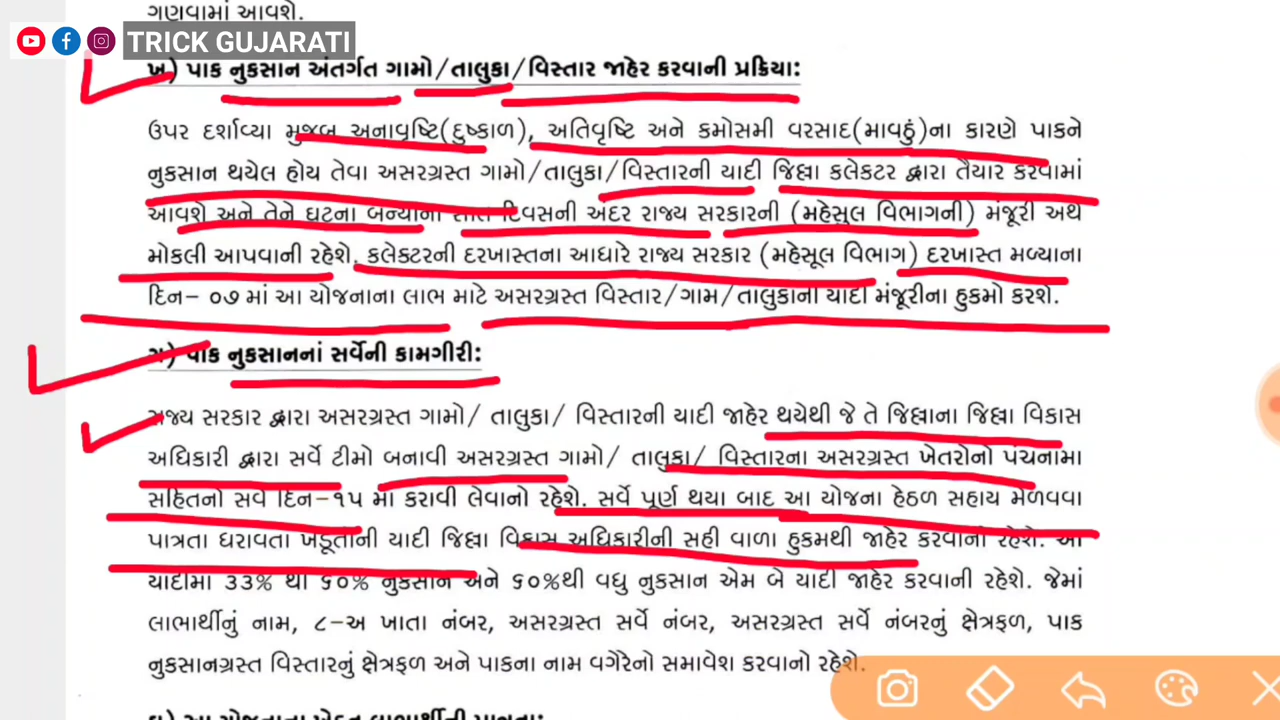 ગણવામાં આવશે.
TRICK GUJARATI
ખ) પાક નુકસાન અંતર્ગત ગામો/તાલુકા/વિસ્તાર જાહેર કરવાની પ્રક્રિયા:
ઉપર દર્શાવ્યા મુજબ અનાવૃષ્ટિ(દુષ્કાળ), અતિવૃષ્ટિ અને કમોસમી વરસાદ(માવઠું)ના કારણે પાકને
નુકસાન થયેલ હોય તેવા અસરગ્રસ્ત ગામો/તાલુકા/વિસ્તારની યાદી જિલ્લા કલેક્ટર દ્વારા તૈયાર કરવામાં
આવશે અને તેને ઘટના બન્યાના સાત દિવસની અંદર રાજ્ય સરકારની (મહેસુલ વિભાગની) મંજૂરી અર્થે
મોકલી આપવાની રહેશે. કલેક્ટરની દરખાસ્તના આધારે રાજ્ય સરકાર (મહેસૂલ વિભાગ) દરખાસ્ત મળ્યાના
દિન- ૦૭ માં આ યોજનાના લાભ માટે અસરગ્રસ્ત વિસ્તાર/ગામ/તાલુકાની યાદી મંજૂરીના હુકમો કરશે.
ગ) પાક નુકસાનનાં સર્વેની કામગીરી:
રાજ્ય સરકાર દ્વારા અસરગ્રસ્ત ગામો/ તાલુકા/ વિસ્તારની યાદી જાહેર થયેથી જે તે જિલ્લાના જિલ્લા વિકાસ
અધિકારી દ્વારા સર્વે ટીમો બનાવી અસરગ્રસ્ત ગામો/ તાલુકા/ વિસ્તારના અસરગ્રસ્ત ખેતરોનો પંચનામા
સહિતનો સર્વે દિન-૧૫ માં કરાવી લેવાનો રહેશે. સર્વે પૂર્ણ થયા બાદ આ યોજના હેઠળ સહાય મેળવવા
પાત્રતા ધરાવતા ખેડૂતોની યાદી જિલ્લા વિકાસ અધિકારીની સહી વાળા હુકમથી જાહેર કરવાની રહેશે. આ
યાદીમાં ૩૩% થી ૬૦% નુકસાન અને ૬૦%થી વધુ નુકસાન એમ બે યાદી જાહેર કરવાની રહેશે. જેમાં
લાભાર્થીનું નામ, ૮-અ ખાતા નંબર, અસરગ્રસ્ત સર્વે નંબર, અસરગ્રસ્ત સર્વે નંબરનું ક્ષેત્રફળ, પાક
નુકસાનગ્રસ્ત વિસ્તારનું ક્ષેત્રફળ અને પાકના નામ વગેરેનો સમાવેશ કરવાનો રહેશે.